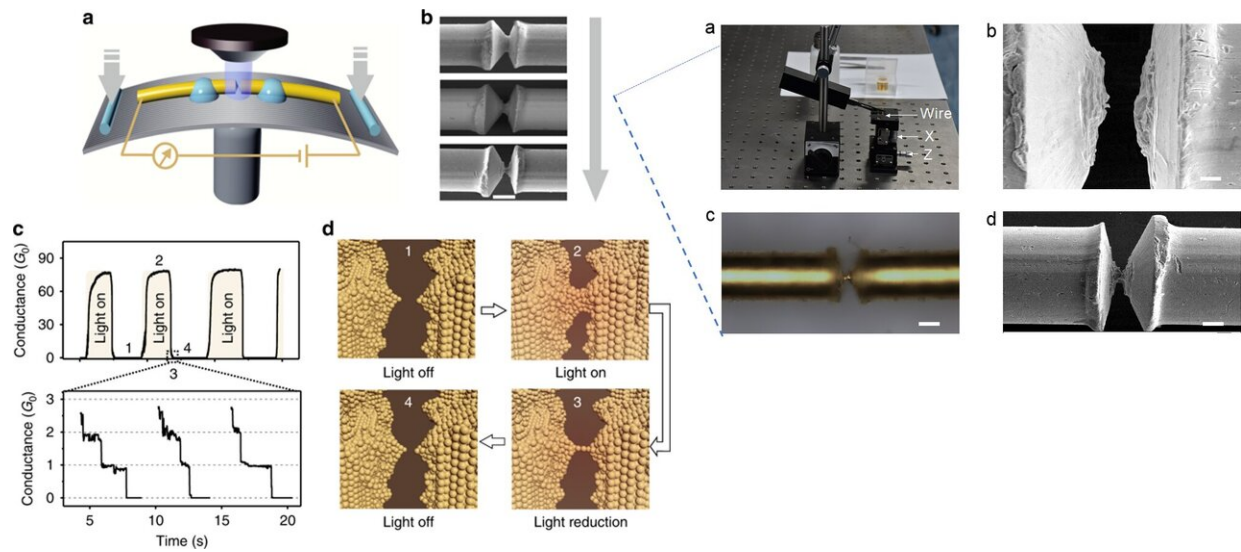 a
b
c
Conductance (G₀)
90
60
30
0
Light on
Light on
Light on
1
2
3
4
Conductance (G₀)
3
2
1
0
5
10
15
20
Time (s)
d
1
2
Light off
Light on
4
3
Light off
Light reduction
a
Wire
X
Z
b
c
d